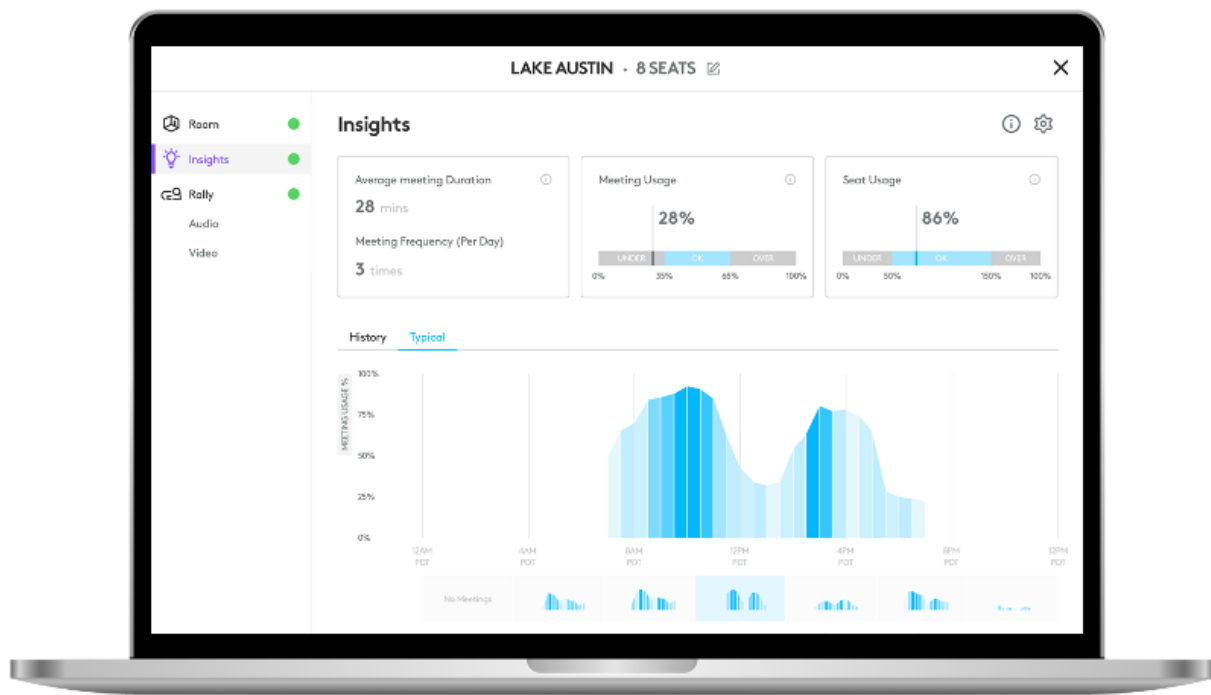 LAKE AUSTIN · 8 SEATS
Room
Insights
Rally
Audio
Video
Insights
Average meeting Duration
28 mins
Meeting Frequency (Per Day)
3 times
Meeting Usage
28%
UNDER OK OVER
0% 35% 65% 100%
Seat Usage
86%
UNDER OK OVER
0% 50% 150% 100%
History Typical
MEETING USAGE %
100%
75%
50%
25%
0%
12AM 4AM 8AM 12PM 4PM 8PM 12PM
PDT PDT PDT PDT PDT PDT PDT
No Meetings